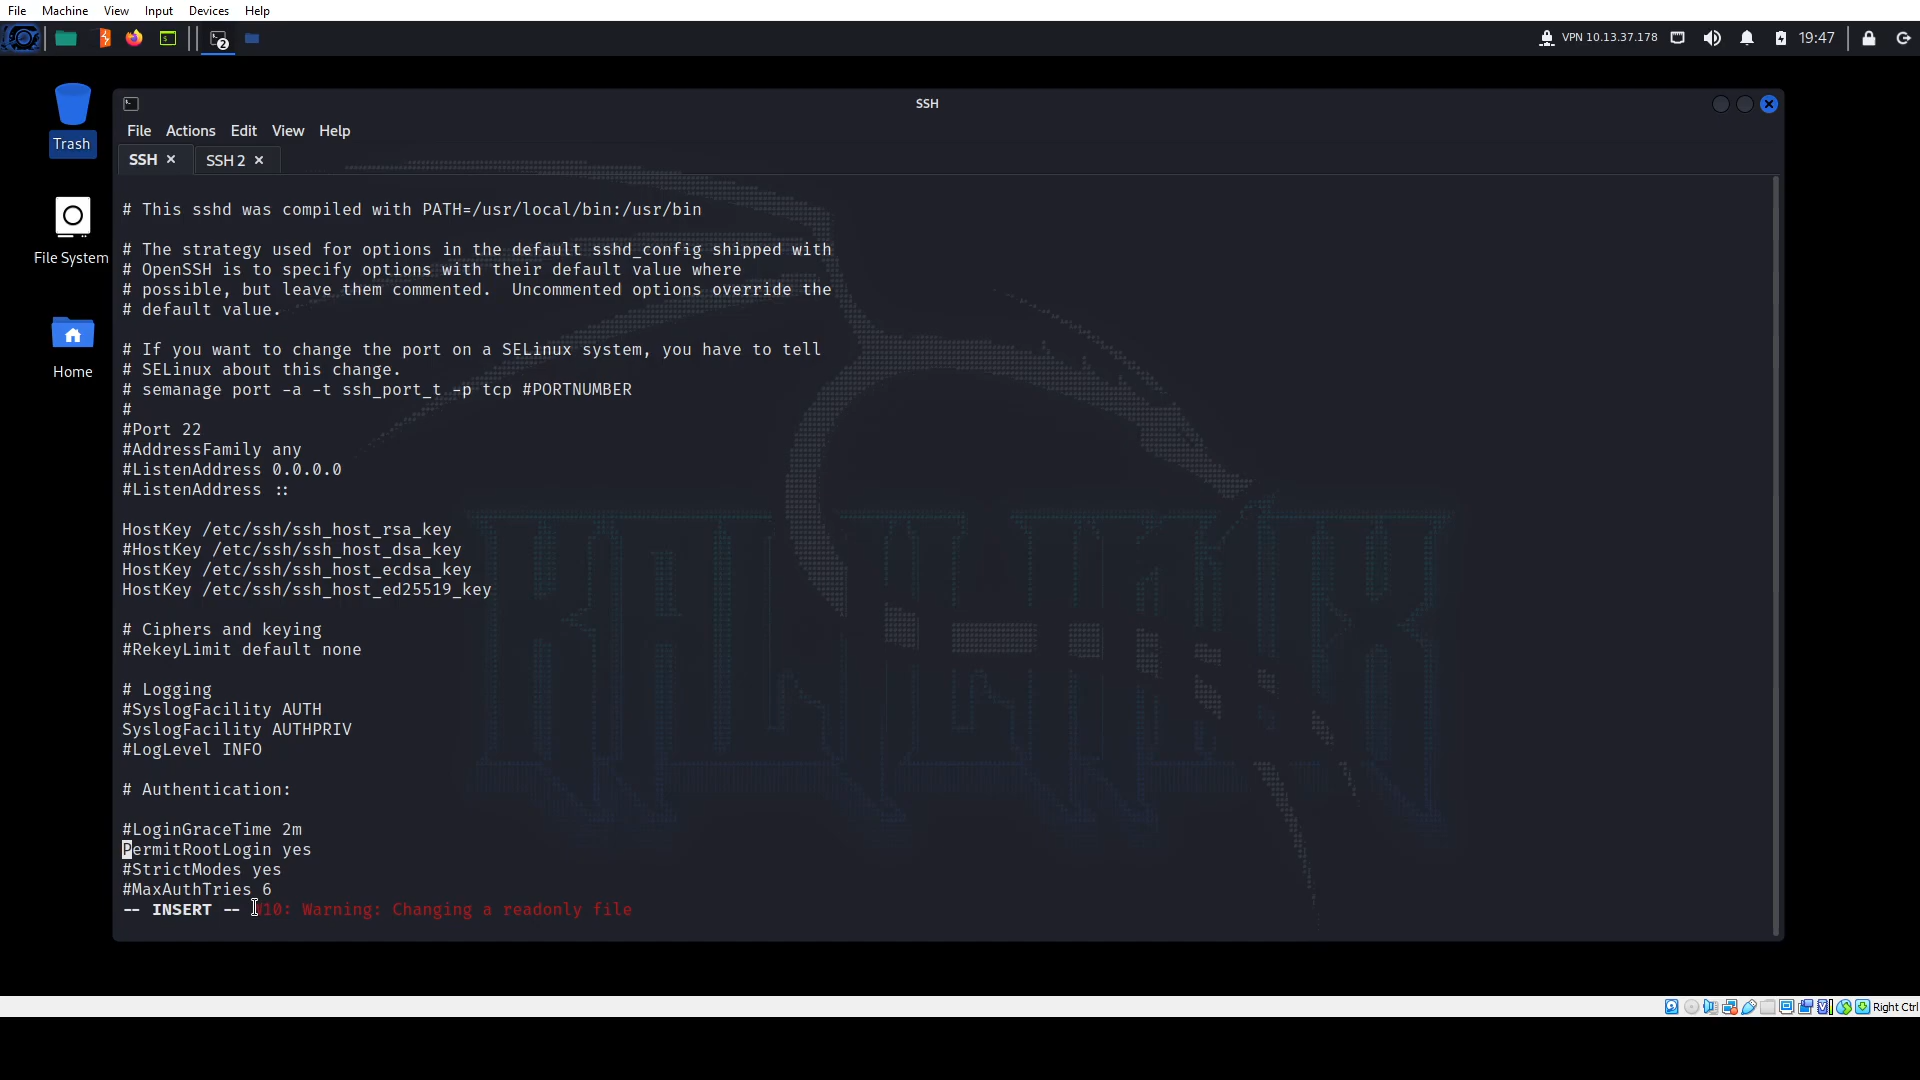 File Machine View Input Devices Help
2 VPN 10.13.37.178 19:47
SSH
File Actions Edit View Help
SSH SSH 2
Trash
File System
Home
# This sshd was compiled with PATH=/usr/local/bin:/usr/bin
# The strategy used for options in the default sshd_config shipped with
# OpenSSH is to specify options with their default value where
# possible, but leave them commented.  Uncommented options override the
# default value.
# If you want to change the port on a SELinux system, you have to tell
# SELinux about this change.
# semanage port -a -t ssh_port_t -p tcp #PORTNUMBER
#
#Port 22
#AddressFamily any
#ListenAddress 0.0.0.0
#ListenAddress ::
HostKey /etc/ssh/ssh_host_rsa_key
#HostKey /etc/ssh/ssh_host_dsa_key
HostKey /etc/ssh/ssh_host_ecdsa_key
HostKey /etc/ssh/ssh_host_ed25519_key
# Ciphers and keying
#RekeyLimit default none
# Logging
#SyslogFacility AUTH
SyslogFacility AUTHPRIV
#LogLevel INFO
# Authentication:
#LoginGraceTime 2m
PermitRootLogin yes
#StrictModes yes
#MaxAuthTries 6
-- INSERT -- W10: Warning: Changing a readonly file
Right Ctrl